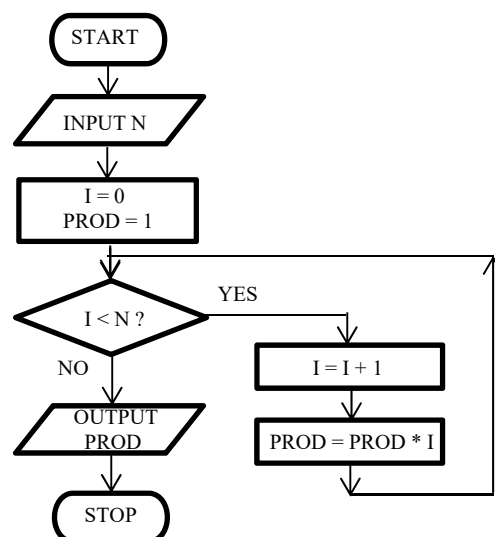 START
INPUT N
I = 0
PROD = 1
I < N ?
YES
I = I + 1
PROD = PROD * I
NO
OUTPUT
PROD
STOP